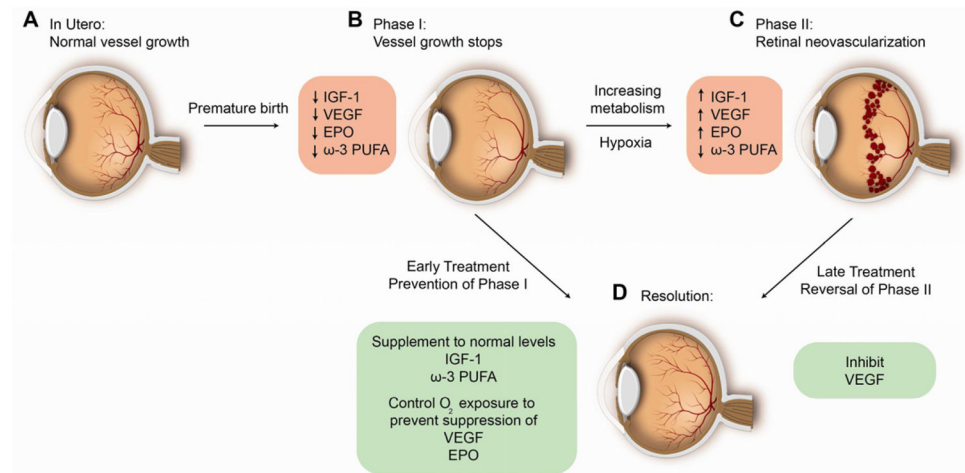 A
In Utero:
Normal vessel growth
Premature birth
↓ IGF-1
↓ VEGF
↓ EPO
↓ ω-3 PUFA
B
Phase I:
Vessel growth stops
Increasing
metabolism
Hypoxia
↑ IGF-1
↑ VEGF
↑ EPO
↓ ω-3 PUFA
C
Phase II:
Retinal neovascularization
Early Treatment
Prevention of Phase I
Late Treatment
Reversal of Phase II
D Resolution:
Supplement to normal levels
IGF-1
ω-3 PUFA
Control O₂ exposure to
prevent suppression of
VEGF
EPO
Inhibit
VEGF